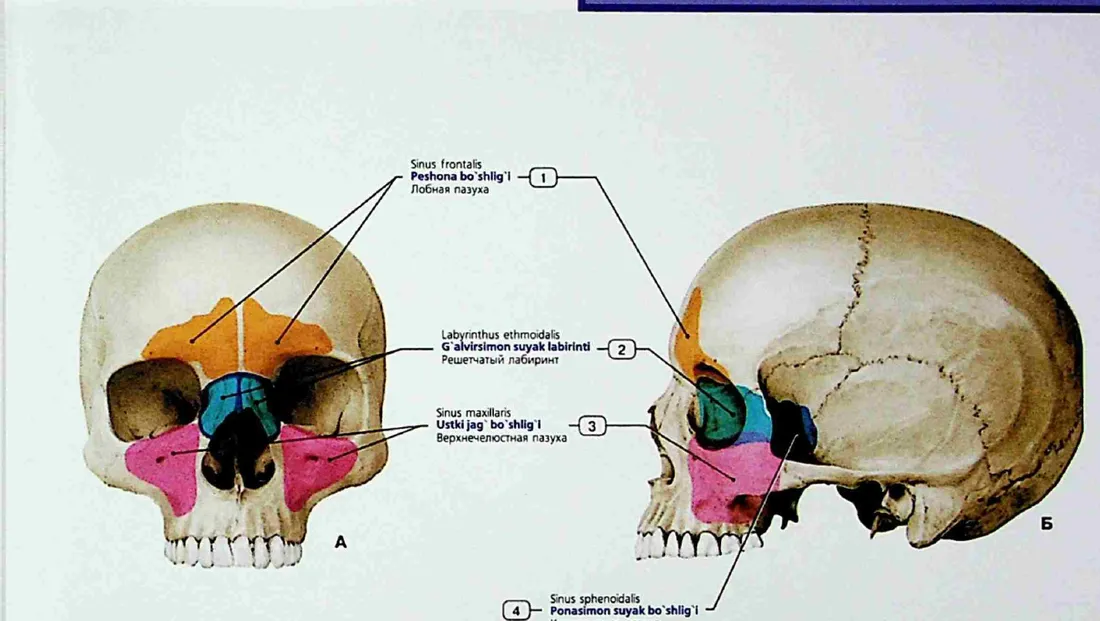 Sinus frontalis
Peshona bo`shlig`i
Лобная пазуха
1
Labyrinthus ethmoidalis
G`alvirsimon suyak labirinti
Решетчатый лабиринт
2
Sinus maxillaris
Ustki jag` bo`shlig`i
Верхнечелюстная пазуха
3
А
Б
Sinus sphenoidalis
4
Ponasimon suyak bo`shlig`i